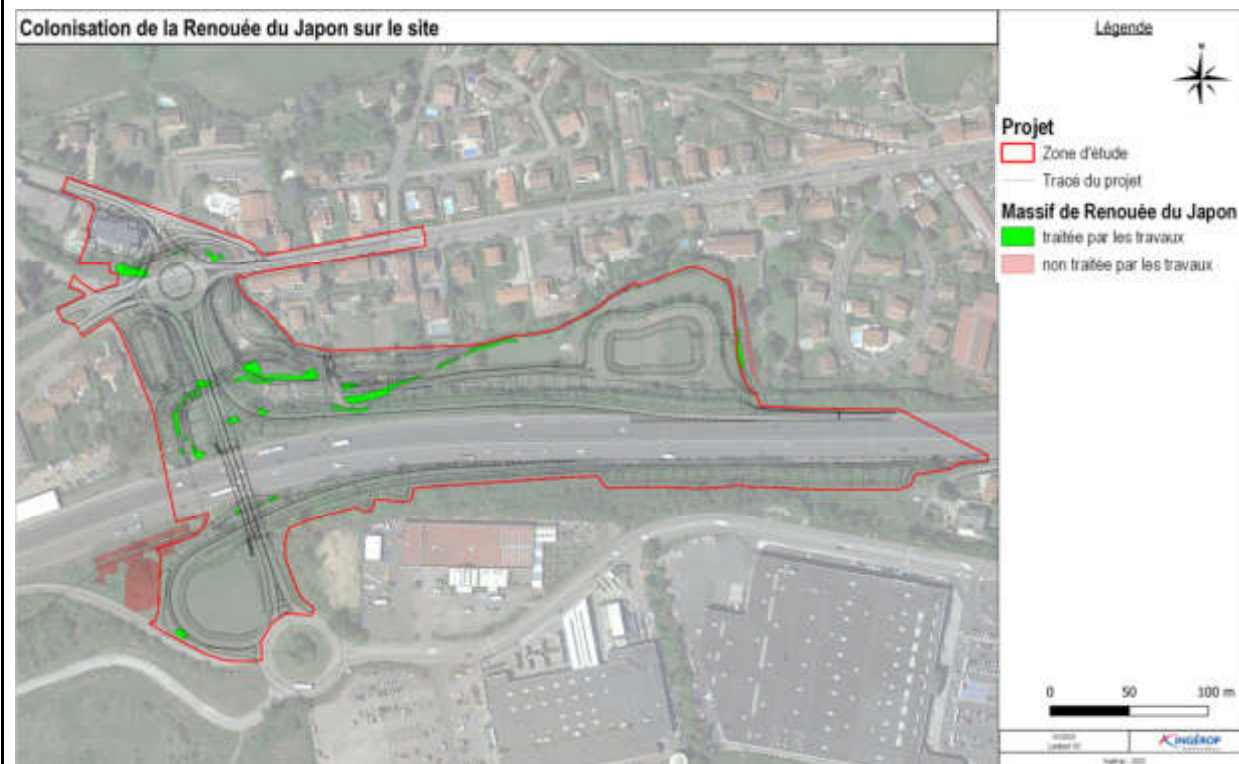 Colonisation de la Renouée du Japon sur le site
Légende
N
Projet
Zone d'étude
Tracé du projet
Massif de Renouée du Japon
traitée par les travaux
non traitée par les travaux
0 50 100 m
INGÉROP